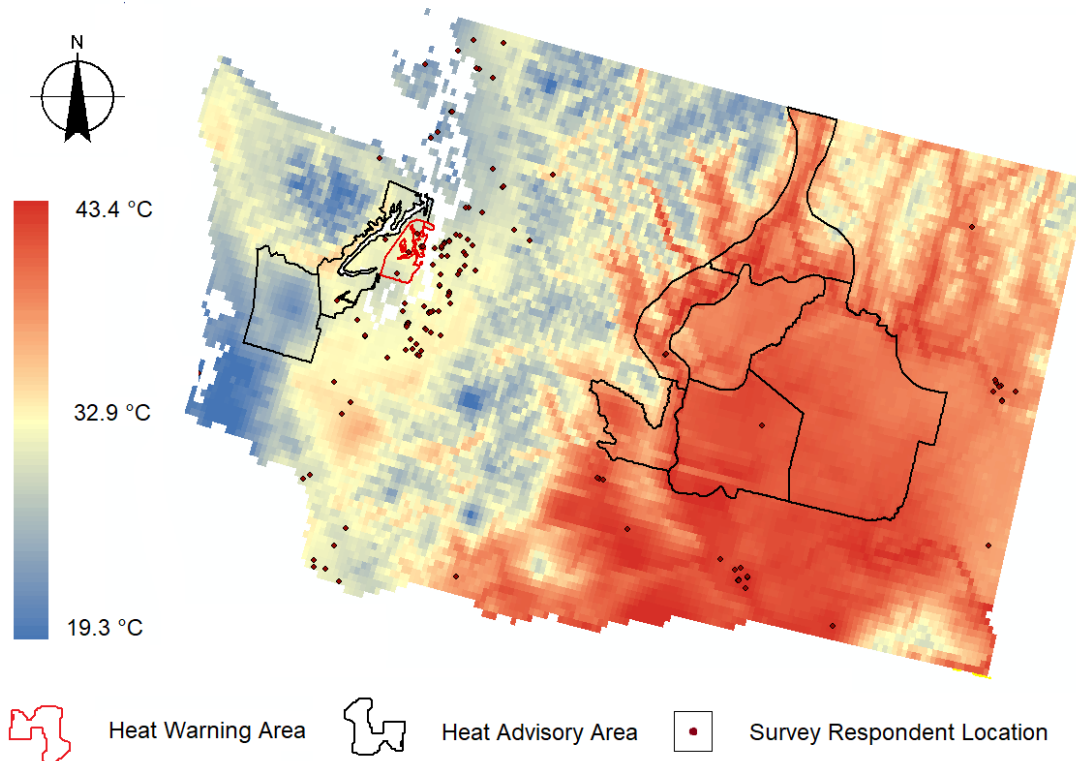 N
43.4 °C
32.9 °C
19.3 °C
Heat Warning Area
Heat Advisory Area
Survey Respondent Location